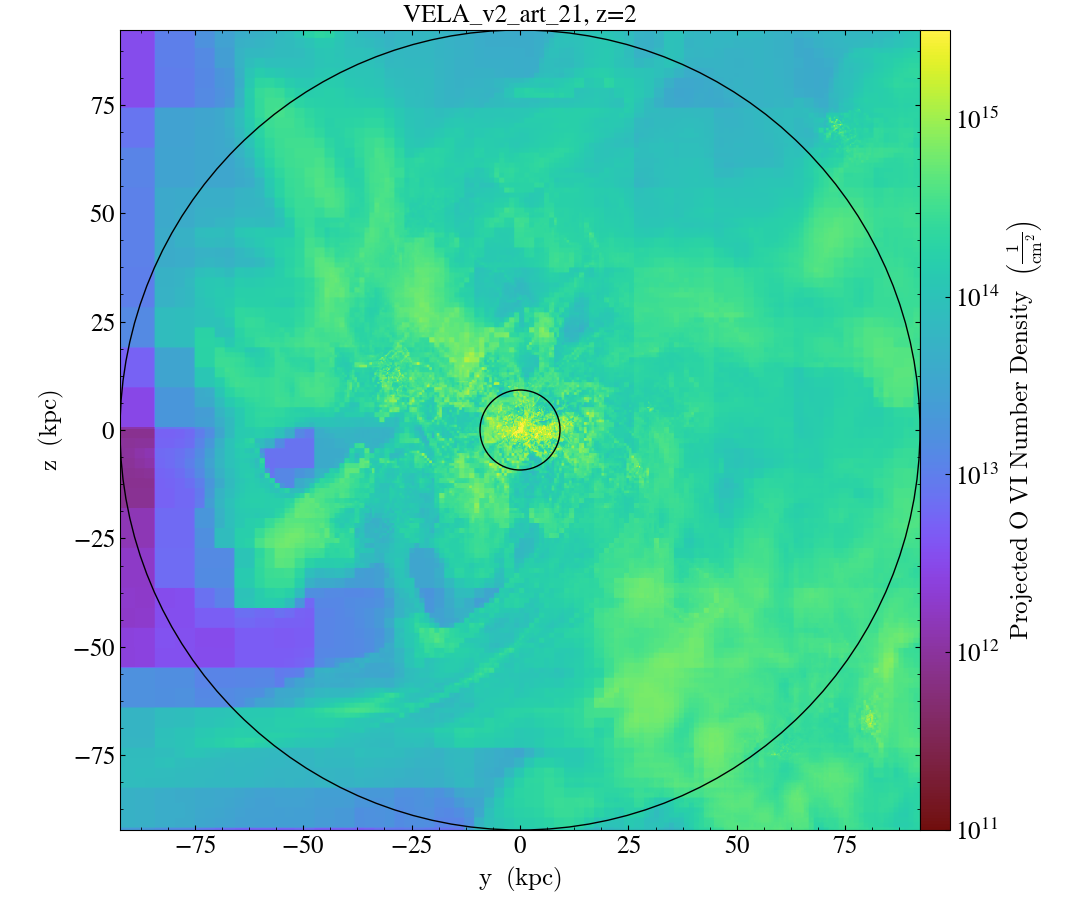 VELA_v2_art_21, z=2
75
50
25
0
−25
−50
−75
z (kpc)
−75 −50 −25 0 25 50 75
y (kpc)
10^15
10^14
10^13
10^12
10^11
Projected O VI Number Density (1/cm^2)